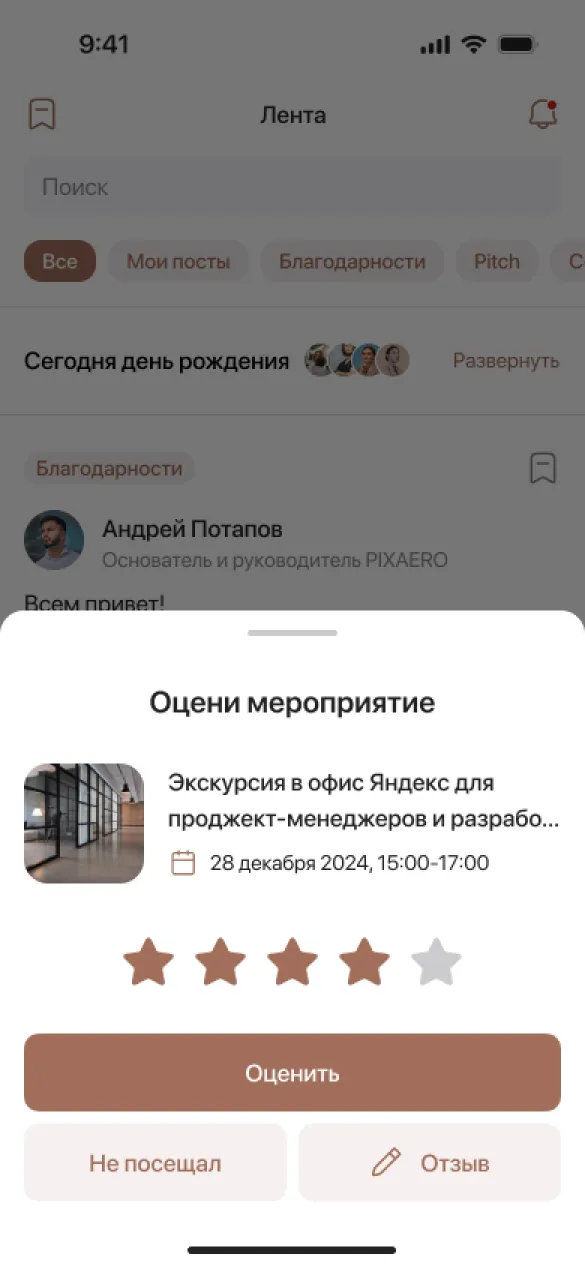 9:41
Лента
Поиск
Все
Мои посты
Благодарности
Pitch
С
Сегодня день рождения
Развернуть
Благодарности
Андрей Потапов
Основатель и руководитель PIXAERO
Всем привет!
Оцени мероприятие
Экскурсия в офис Яндекс для
проджект-менеджеров и разрабо...
28 декабря 2024, 15:00-17:00
Оценить
Не посещал
Отзыв